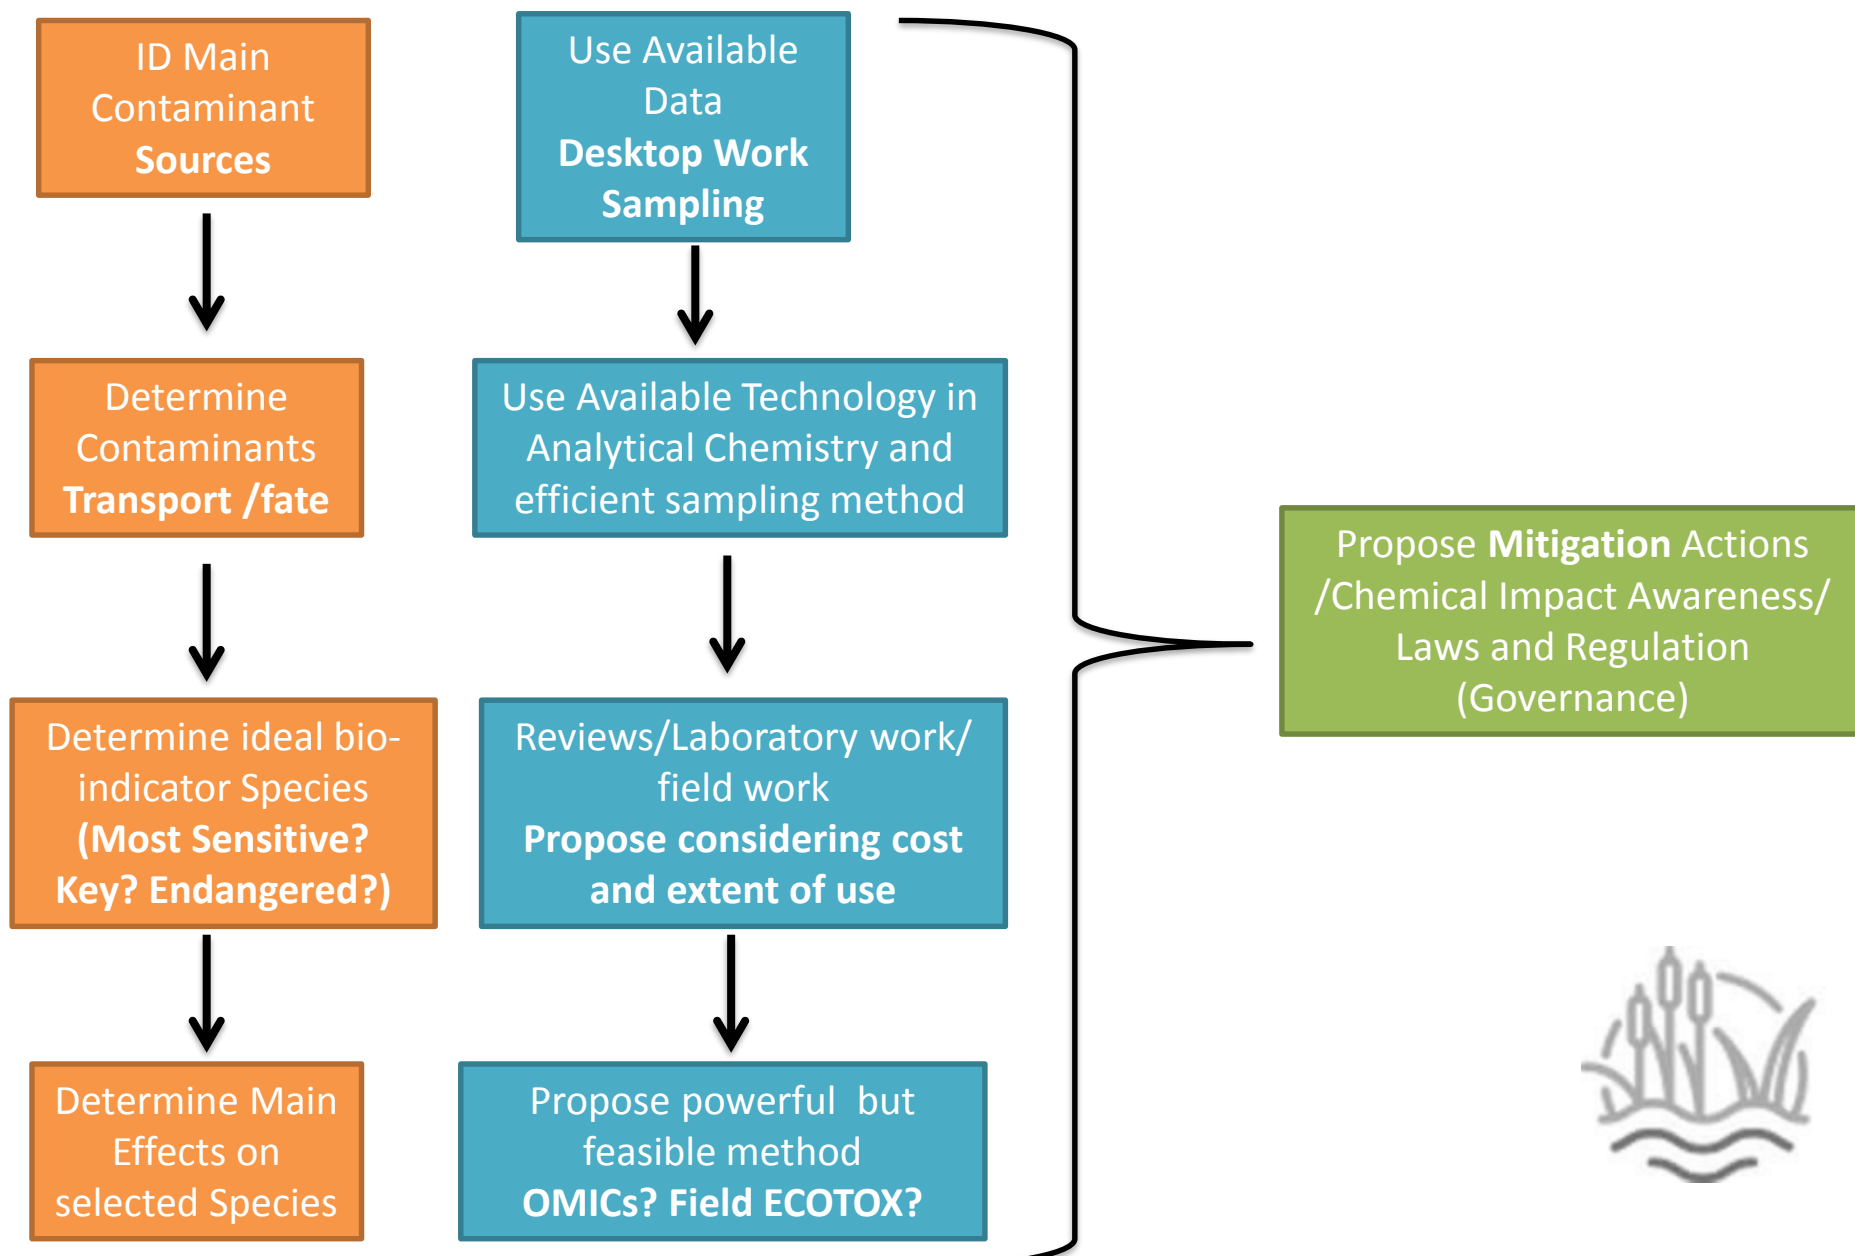 ID Main
Contaminant
Sources
Determine
Contaminants
Transport /fate
Determine ideal bio-
indicator Species
(Most Sensitive?
Key? Endangered?)
Determine Main
Effects on
selected Species
Use Available
Data
Desktop Work
Sampling
Use Available Technology in
Analytical Chemistry and
efficient sampling method
Reviews/Laboratory work/
field work
Propose considering cost
and extent of use
Propose powerful  but
feasible method
OMICs? Field ECOTOX?
Propose Mitigation Actions
/Chemical Impact Awareness/
Laws and Regulation
(Governance)